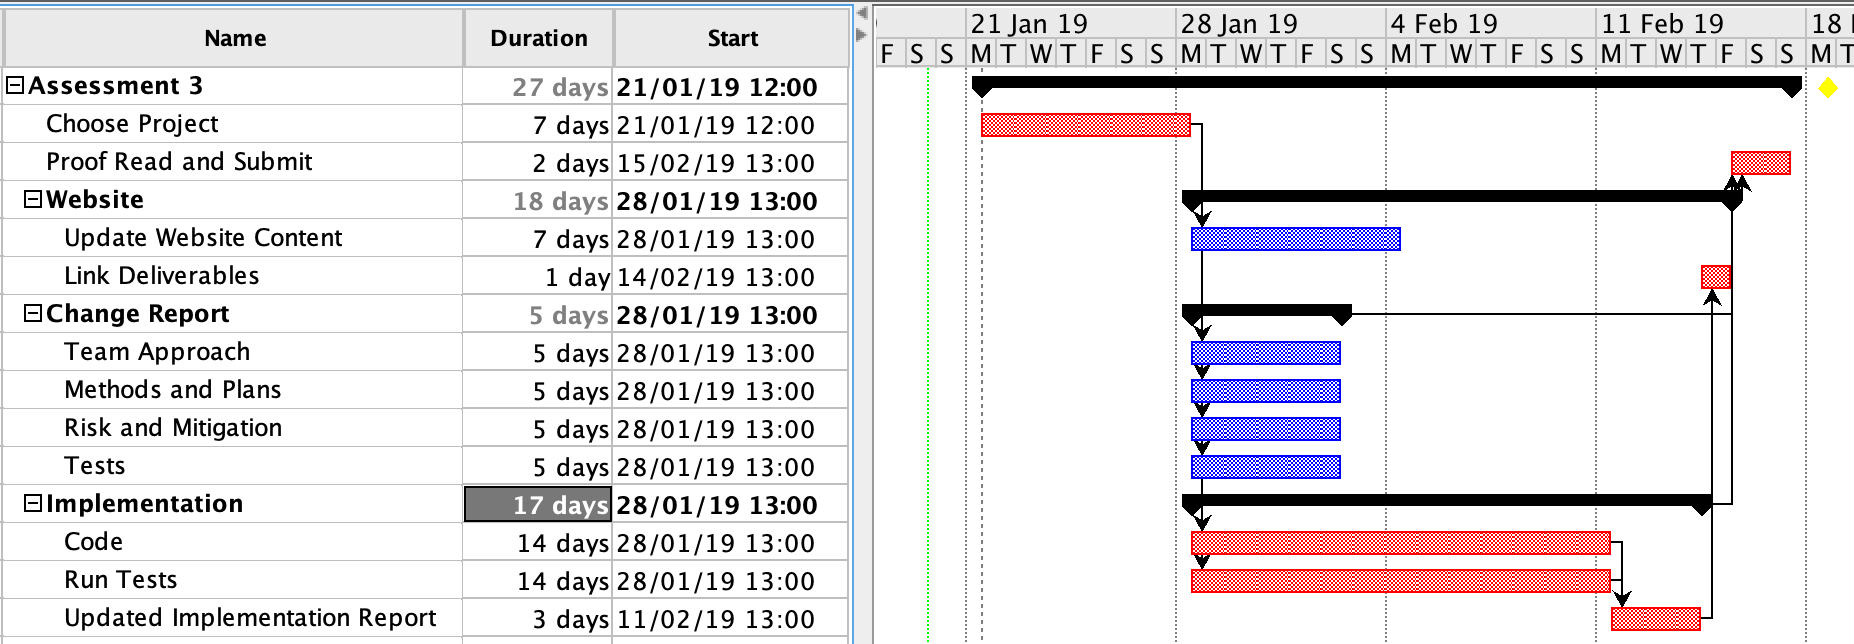 Name Duration Start
21 Jan 19 28 Jan 19 4 Feb 19 11 Feb 19 18
F S S M T W T F S S M T W T F S S M T W T F S S M T W T F S S M T
Assessment 3 27 days 21/01/19 12:00
Choose Project 7 days 21/01/19 12:00
Proof Read and Submit 2 days 15/02/19 13:00
Website 18 days 28/01/19 13:00
Update Website Content 7 days 28/01/19 13:00
Link Deliverables 1 day 14/02/19 13:00
Change Report 5 days 28/01/19 13:00
Team Approach 5 days 28/01/19 13:00
Methods and Plans 5 days 28/01/19 13:00
Risk and Mitigation 5 days 28/01/19 13:00
Tests 5 days 28/01/19 13:00
Implementation 17 days 28/01/19 13:00
Code 14 days 28/01/19 13:00
Run Tests 14 days 28/01/19 13:00
Updated Implementation Report 3 days 11/02/19 13:00